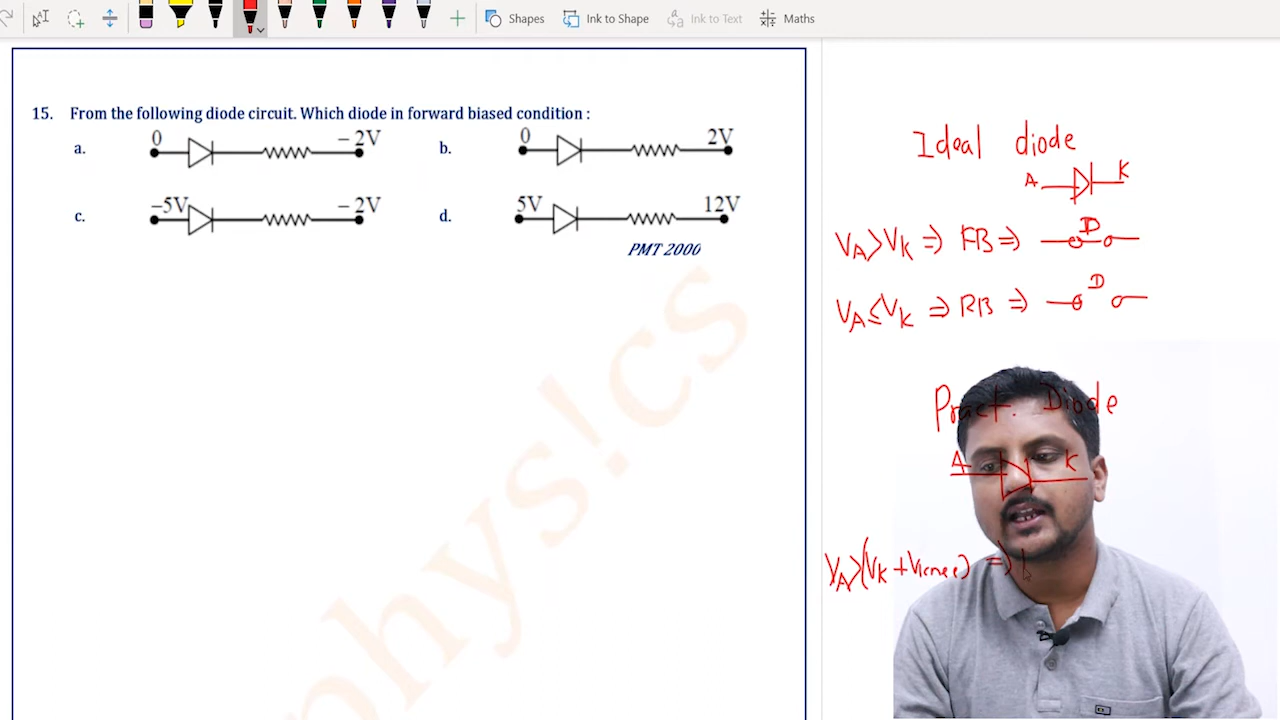 Shapes Ink to Shape Ink to Text Maths
15. From the following diode circuit. Which diode in forward biased condition :
a. 0 – 2V b. 0 2V
c. –5V – 2V d. 5V 12V
PMT 2000
phys!cs
Ideal diode
A K
VA>VK ⇒ FB ⇒ D
VA≤VK ⇒ RB ⇒ D
Pract. Diode
A K
VA>(VK + VKnee) ⇒